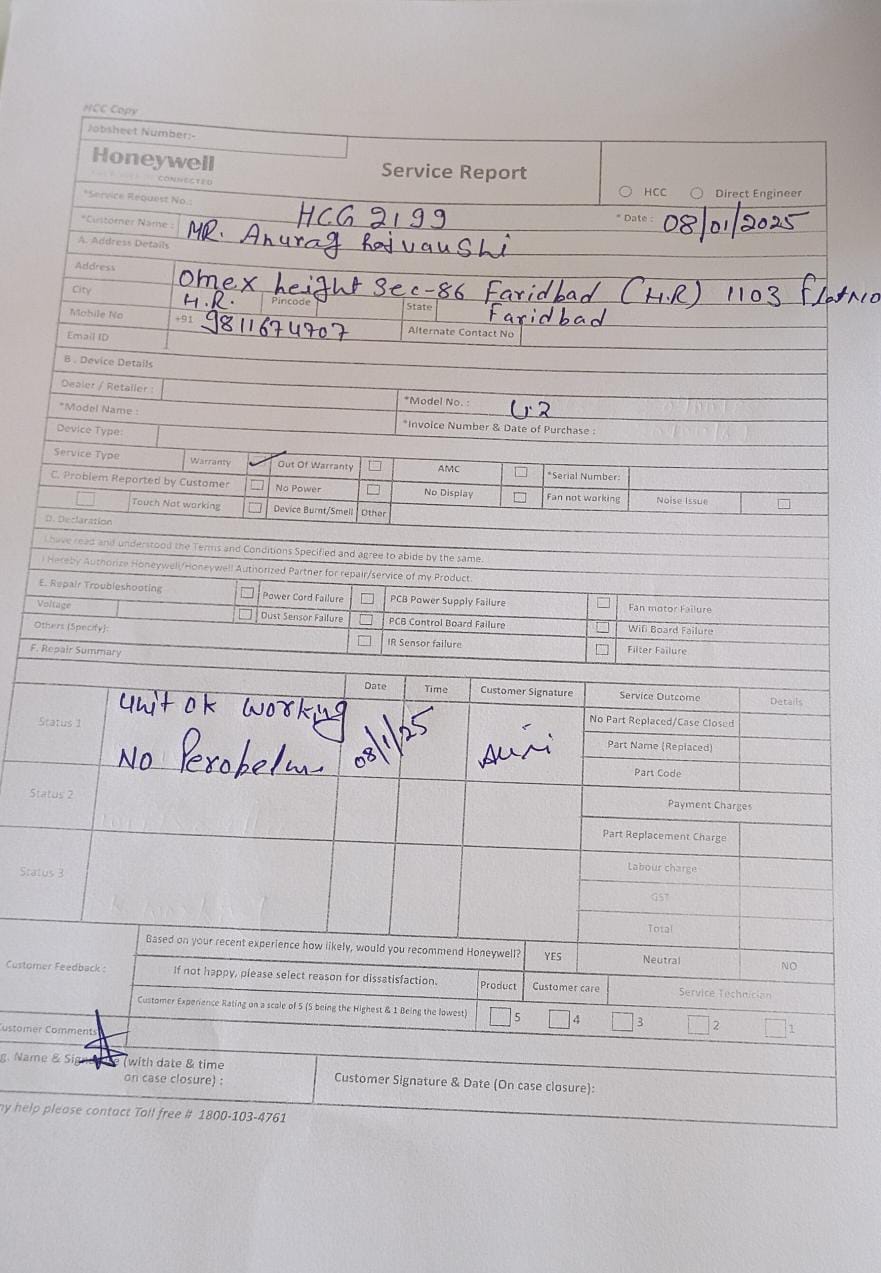 HCC Copy
Jobsheet Number:-
Honeywell
CONNECTED
Service Report
HCC Direct Engineer
*Service Request No.: HCG 2199
*Date : 08/01/2025
*Customer Name : MR. Anurag Rajvaushi
A. Address Details
Address omex height Sec-86 Faridbad (H.R) 1103 flat No
City H.R. Pincode State Faridbad
Mobile No +91 9811674707 Alternate Contact No
Email ID
B . Device Details
Dealer / Retailer :
*Model No. : U2
*Model Name :
*Invoice Number & Date of Purchase :
Device Type:
Service Type Warranty Out Of Warranty AMC *Serial Number:
C. Problem Reported by Customer No Power No Display Fan not working Noise Issue
Touch Not working Device Burnt/Smell Other
D. Declaration
I have read and understood the Terms and Conditions Specified and agree to abide by the same.
I Hereby Authorize Honeywell/Honeywell Authorized Partner for repair/service of my Product.
E. Repair Troubleshooting Power Cord Failure PCB Power Supply Failure Fan motor Failure
Voltage Dust Sensor Failure PCB Control Board Failure Wifi Board Failure
Others (Specify): IR Sensor failure Filter Failure
F. Repair Summary
Date Time Customer Signature Service Outcome Details
Status 1 unit ok working No Part Replaced/Case Closed
No Perobelm 08/1/25 Part Name (Replaced)
Part Code
Status 2 Payment Charges
Part Replacement Charge
Status 3 Labour charge
GST
Total
Based on your recent experience how likely, would you recommend Honeywell? YES Neutral NO
Customer Feedback : If not happy, please select reason for dissatisfaction. Product Customer care Service Technician
Customer Experience Rating on a scale of 5 (5 being the Highest & 1 Being the lowest) 5 4 3 2 1
ustomer Comments
g. Name & Signature (with date & time
on case closure) :
Customer Signature & Date (On case closure):
ny help please contact Toll free # 1800-103-4761